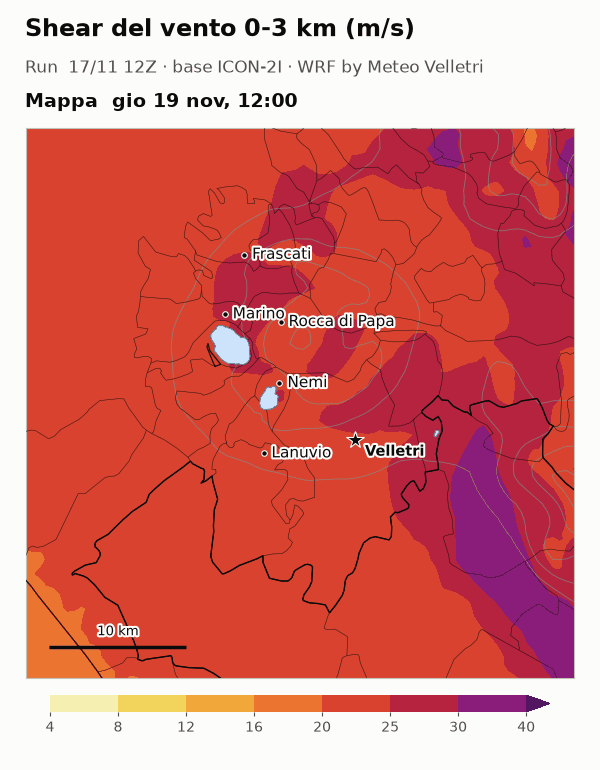 Shear del vento 0-3 km (m/s)
Run 17/11 12Z · base ICON-2I · WRF by Meteo Velletri
Mappa gio 19 nov, 12:00
Frascati
Marino
Rocca di Papa
Nemi
Velletri
Lanuvio
10 km
4 8 12 16 20 25 30 40